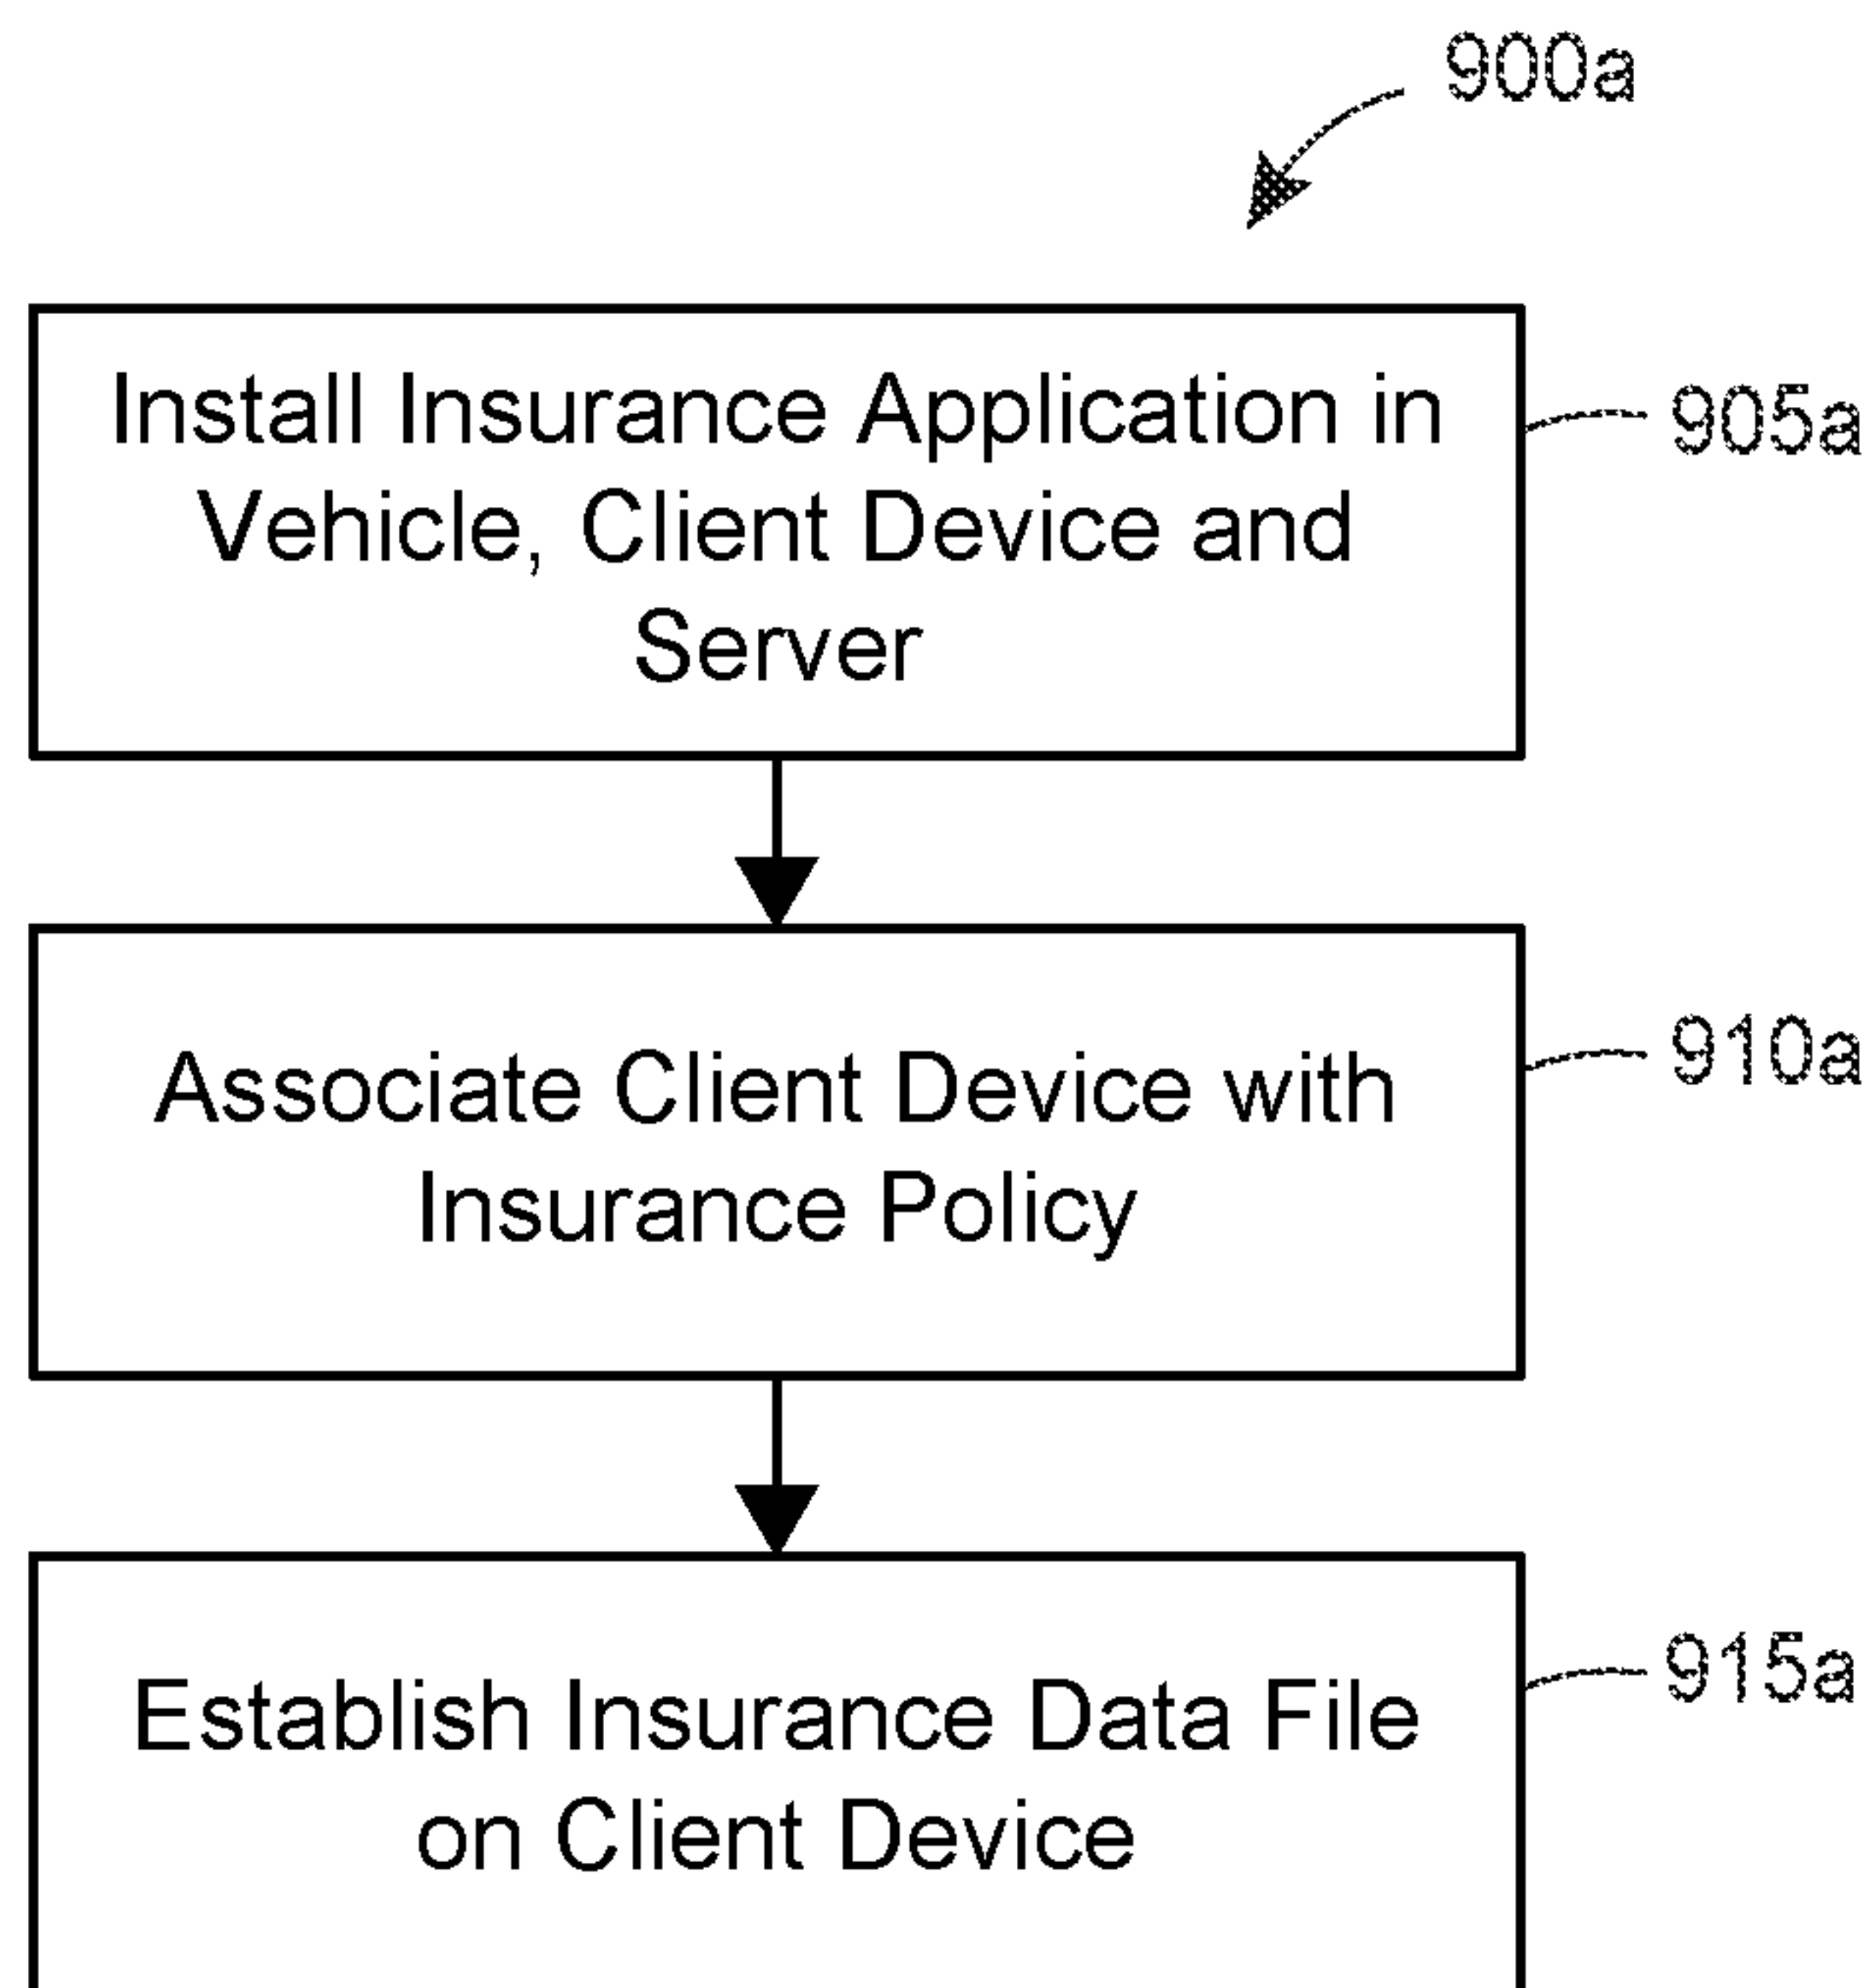 900a
Install Insurance Application in
Vehicle, Client Device and
Server
905a
Associate Client Device with
Insurance Policy
910a
Establish Insurance Data File
on Client Device
915a